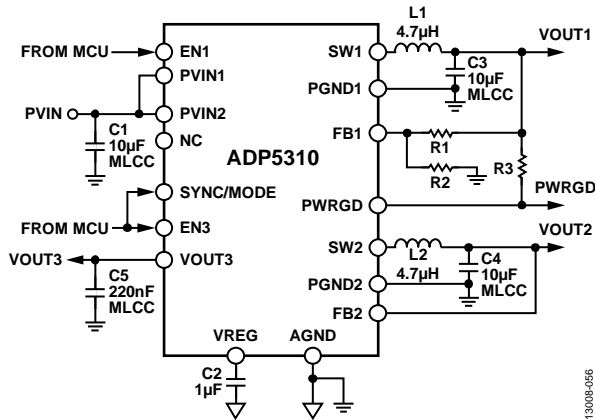 L1
4.7µH
VOUT1
FROM MCU
EN1
SW1
C3
10µF
MLCC
PVIN1
PGND1
PVIN
PVIN2
C1
10µF
MLCC
NC
FB1
R1
R2
R3
ADP5310
SYNC/MODE
PWRGD
PWRGD
FROM MCU
EN3
SW2
L2
4.7µH
VOUT2
C4
10µF
MLCC
VOUT3
VOUT3
C5
220nF
MLCC
PGND2
FB2
VREG
AGND
C2
1µF
13008-056